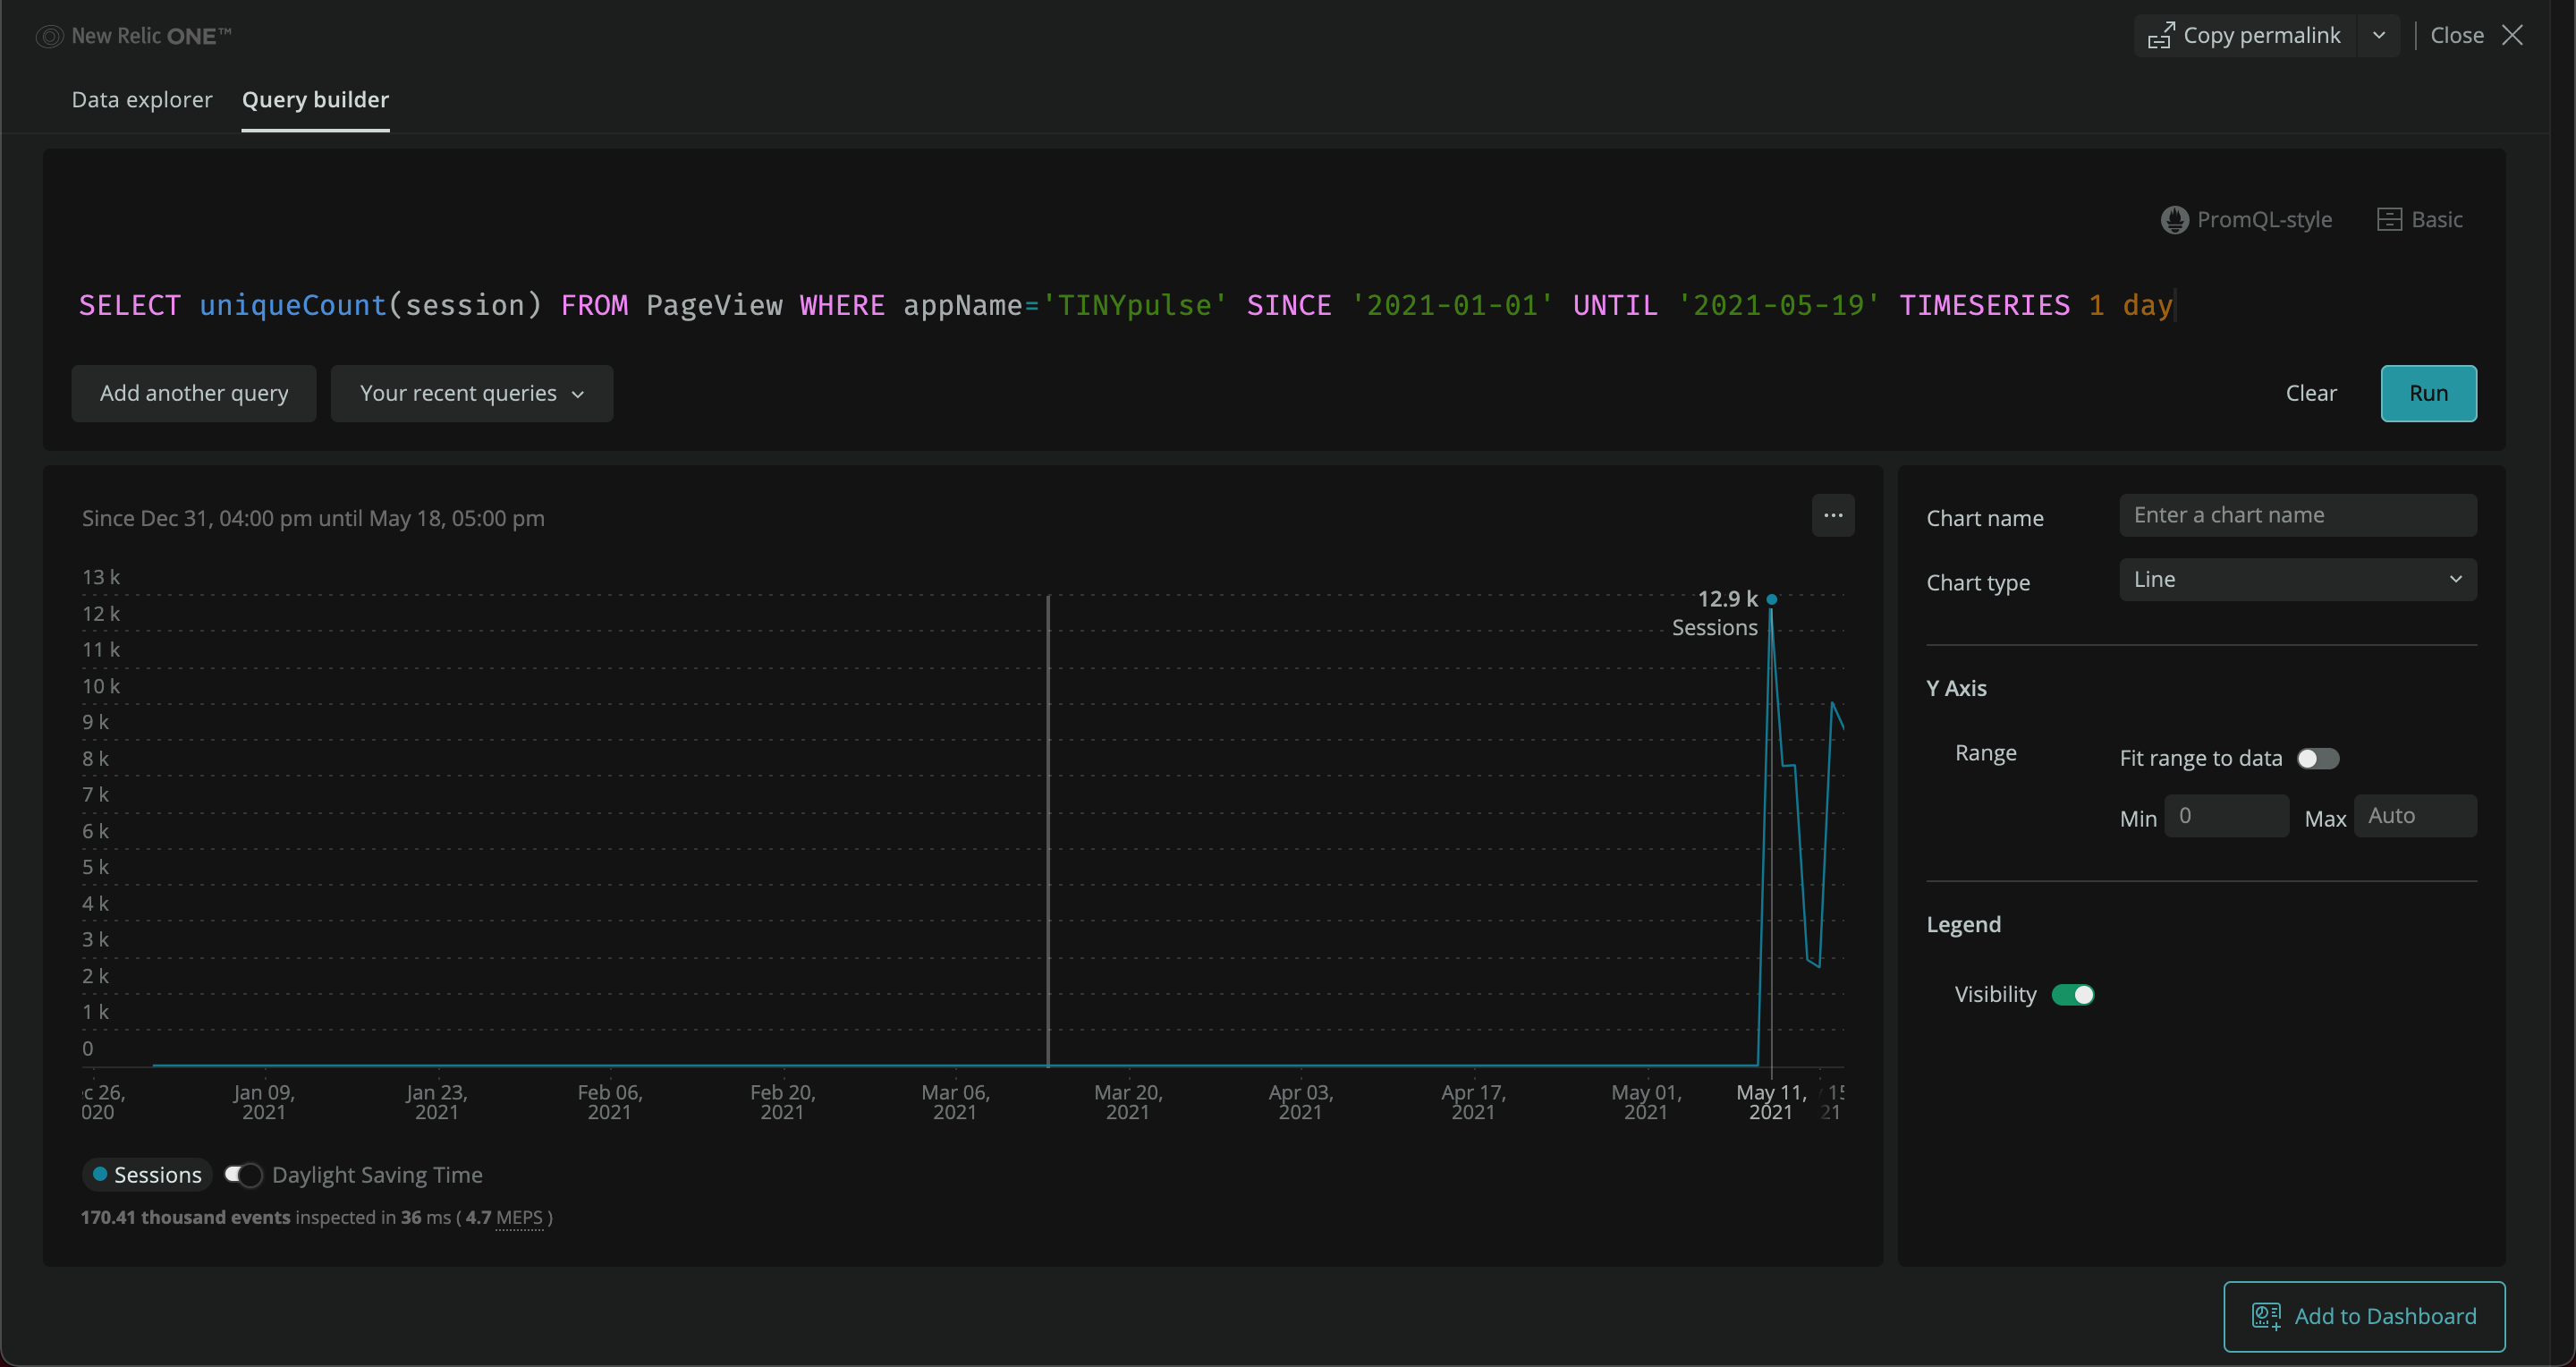 New Relic ONE™
Copy permalink
Close
Data explorer
Query builder
PromQL-style
Basic
SELECT uniqueCount(session) FROM PageView WHERE appName='TINYpulse' SINCE '2021-01-01' UNTIL '2021-05-19' TIMESERIES 1 day
Add another query
Your recent queries
Clear
Run
Since Dec 31, 04:00 pm until May 18, 05:00 pm
...
13 k
12 k
11 k
10 k
9 k
8 k
7 k
6 k
5 k
4 k
3 k
2 k
1 k
0
12.9 k
Sessions
c 26,
020
Jan 09,
2021
Jan 23,
2021
Feb 06,
2021
Feb 20,
2021
Mar 06,
2021
Mar 20,
2021
Apr 03,
2021
Apr 17,
2021
May 01,
2021
May 11,
2021
15
21
Sessions
Daylight Saving Time
170.41 thousand events inspected in 36 ms ( 4.7 MEPS )
Chart name
Enter a chart name
Chart type
Line
Y Axis
Range
Fit range to data
Min
0
Max
Auto
Legend
Visibility
Add to Dashboard